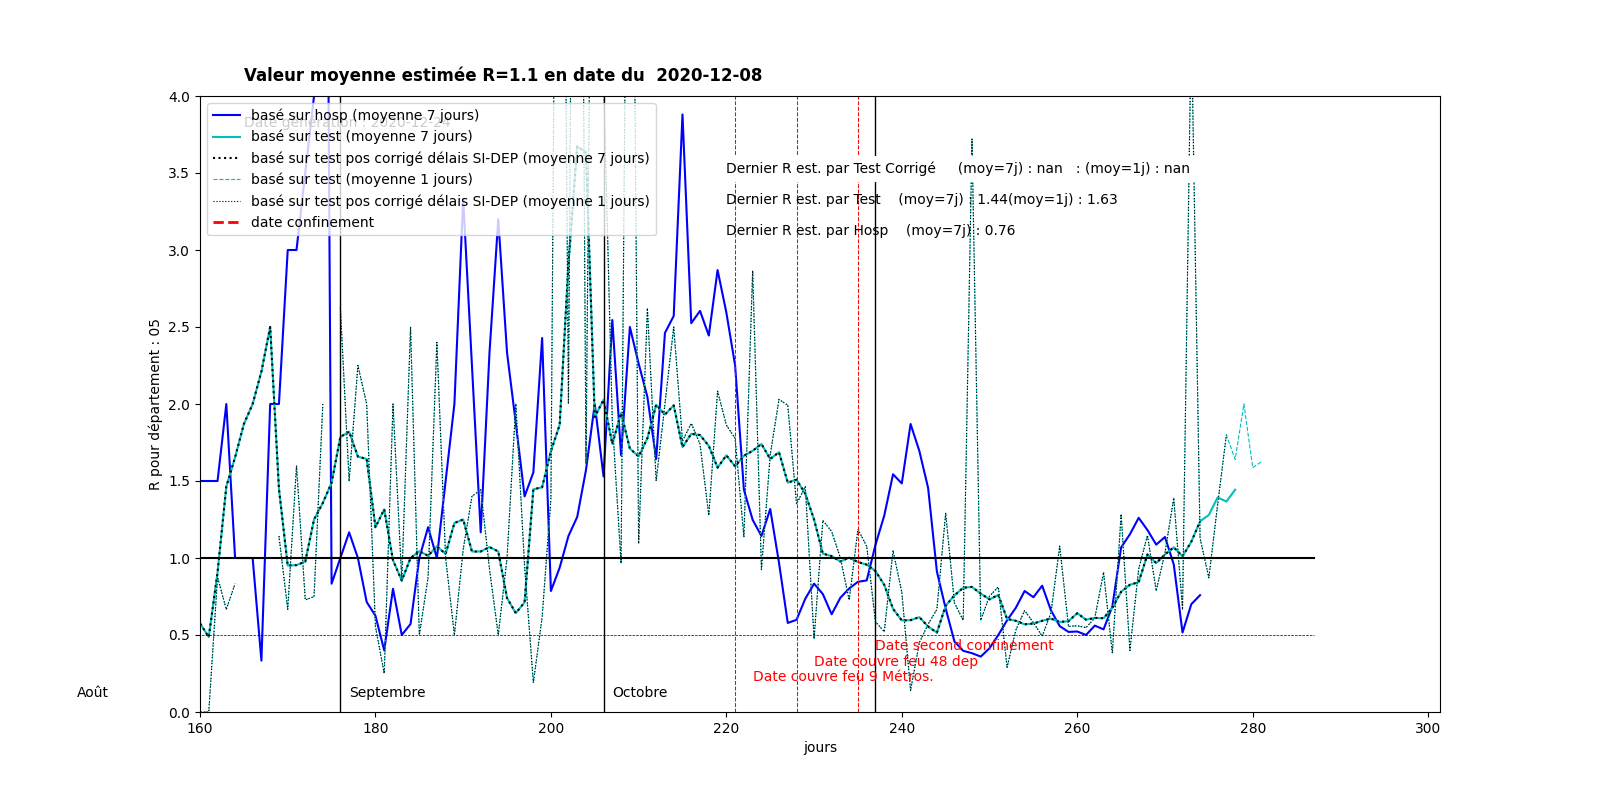 Valeur moyenne estimée R=1.1 en date du  2020-12-08
Date génération : 2020-12-24
basé sur hosp (moyenne 7 jours)
basé sur test (moyenne 7 jours)
basé sur test pos corrigé délais SI-DEP (moyenne 7 jours)
basé sur test (moyenne 1 jours)
basé sur test pos corrigé délais SI-DEP (moyenne 1 jours)
date confinement
Dernier R est. par Test Corrigé     (moy=7j) : nan   : (moy=1j) : nan
Dernier R est. par Test    (moy=7j) : 1.44(moy=1j) : 1.63
Dernier R est. par Hosp    (moy=7j) : 0.76
R pour département : 05
4.0
3.5
3.0
2.5
2.0
1.5
1.0
0.5
0.0
Date second confinement
Date couvre feu 48 dep
Date couvre feu 9 Métros.
Août
Septembre
Octobre
160
180
200
220
240
260
280
300
jours